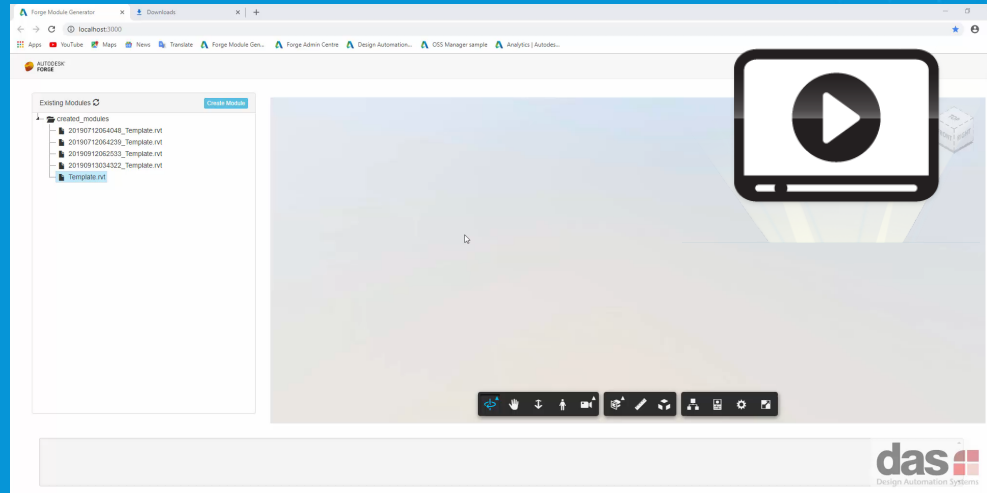 Forge Module Generator
Downloads
localhost:3000
Apps YouTube Maps News Translate Forge Module Gen... Forge Admin Centre Design Automation... OSS Manager sample Analytics | Autodes...
AUTODESK
FORGE
Existing Modules
Create Module
created_modules
20190712064048_Template.rvt
20190712064239_Template.rvt
20190912062533_Template.rvt
20190913034322_Template.rvt
Template.rvt
FRONT RIGHT
das
Design Automation Systems